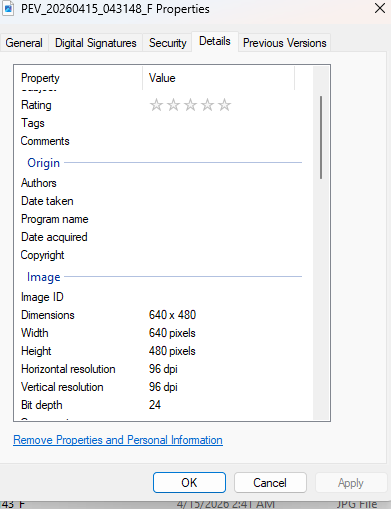 PEV_20260415_043148_F Properties
General Digital Signatures Security Details Previous Versions
Property Value
Subject
Rating
Tags
Comments
Origin
Authors
Date taken
Program name
Date acquired
Copyright
Image
Image ID
Dimensions 640 x 480
Width 640 pixels
Height 480 pixels
Horizontal resolution 96 dpi
Vertical resolution 96 dpi
Bit depth 24
Remove Properties and Personal Information
OK Cancel Apply
43_F 4/15/2026 2:41 AM JPG File